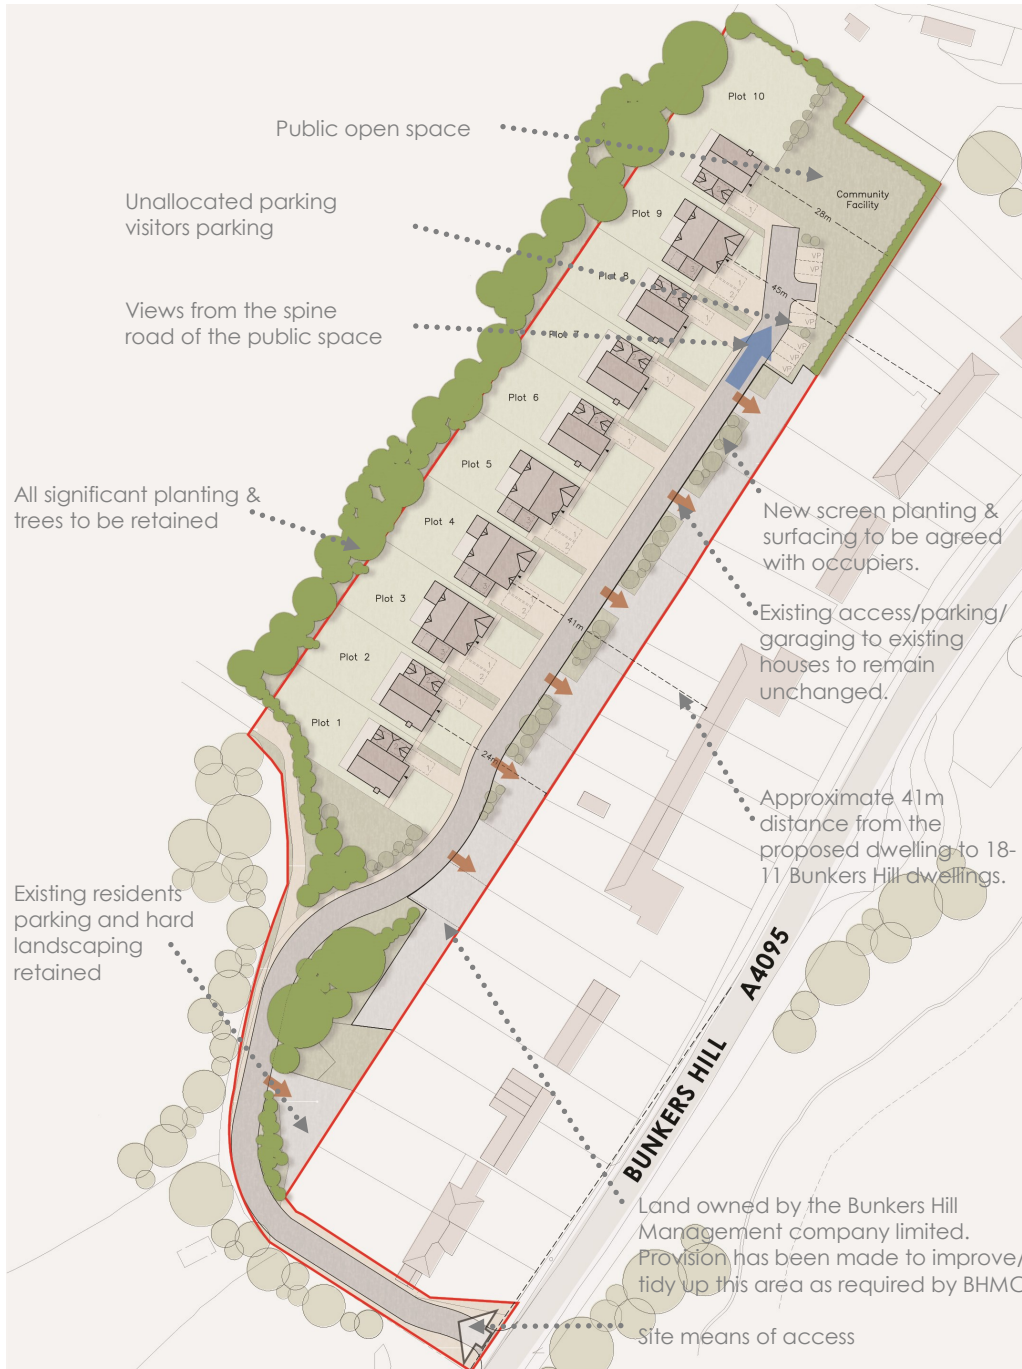 Plot 10
Public open space
Community
Facility
Unallocated parking
visitors parking
Plot 9
28m
VP
VP
Plot 8
45m
Views from the spine
road of the public space
VP
Plot 7
VP
VP
VP
Plot 6
Plot 5
All significant planting &
trees to be retained
Plot 4
New screen planting &
surfacing to be agreed
with occupiers.
Plot 3
41m
Existing access/parking/
garaging to existing
houses to remain
unchanged.
Plot 2
Plot 1
24m
Approximate 41m
distance from the
proposed dwelling to 18-
11 Bunkers Hill dwellings.
Existing residents
parking and hard
landscaping
retained
BUNKERS HILL A4095
Land owned by the Bunkers Hill
Management company limited.
Provision has been made to improve/
tidy up this area as required by BHMC
Site means of access